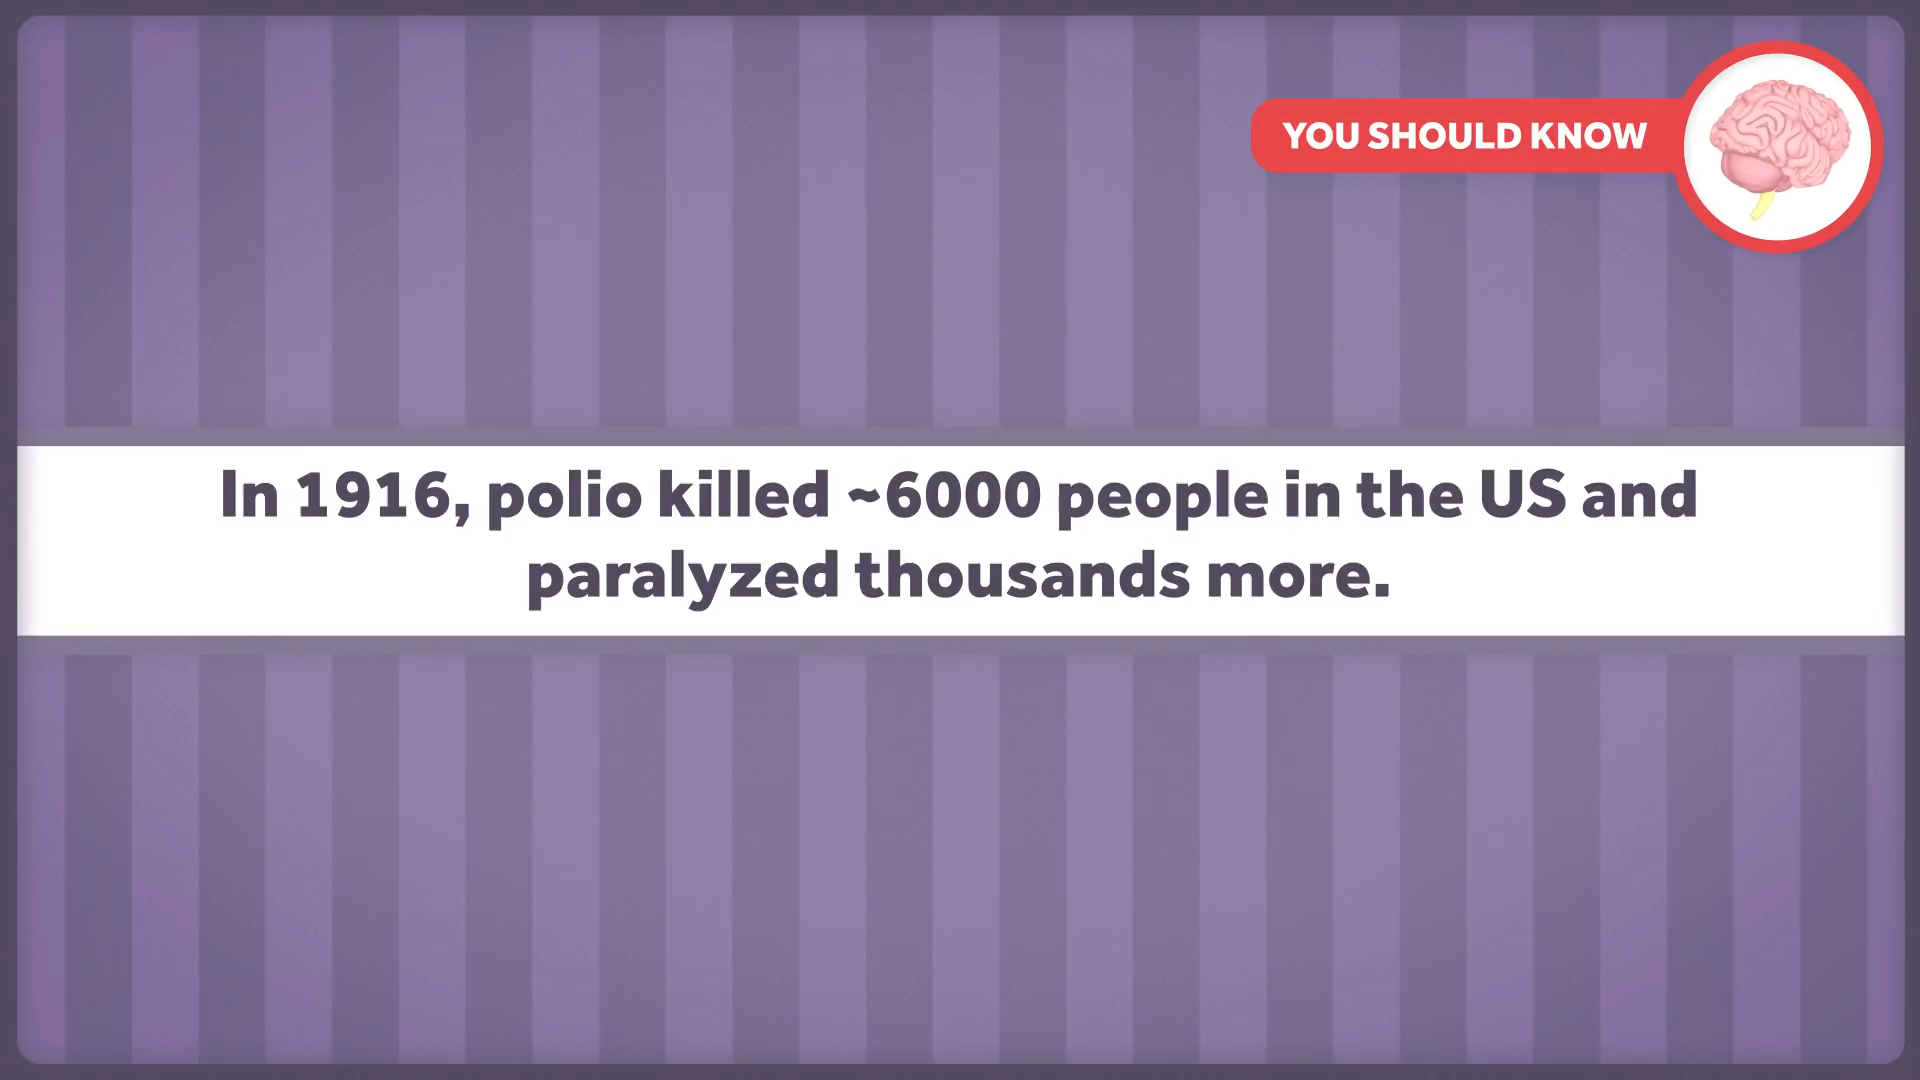 YOU SHOULD KNOW
In 1916, polio killed ~6000 people in the US and
paralyzed thousands more.